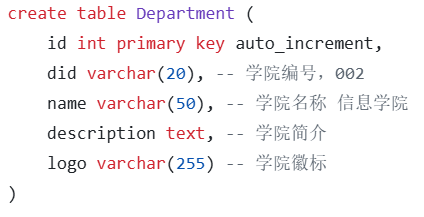 create table Department (
    id int primary key auto_increment,
    did varchar(20), -- 学院编号，002
    name varchar(50), -- 学院名称 信息学院
    description text, -- 学院简介
    logo varchar(255) -- 学院徽标
)